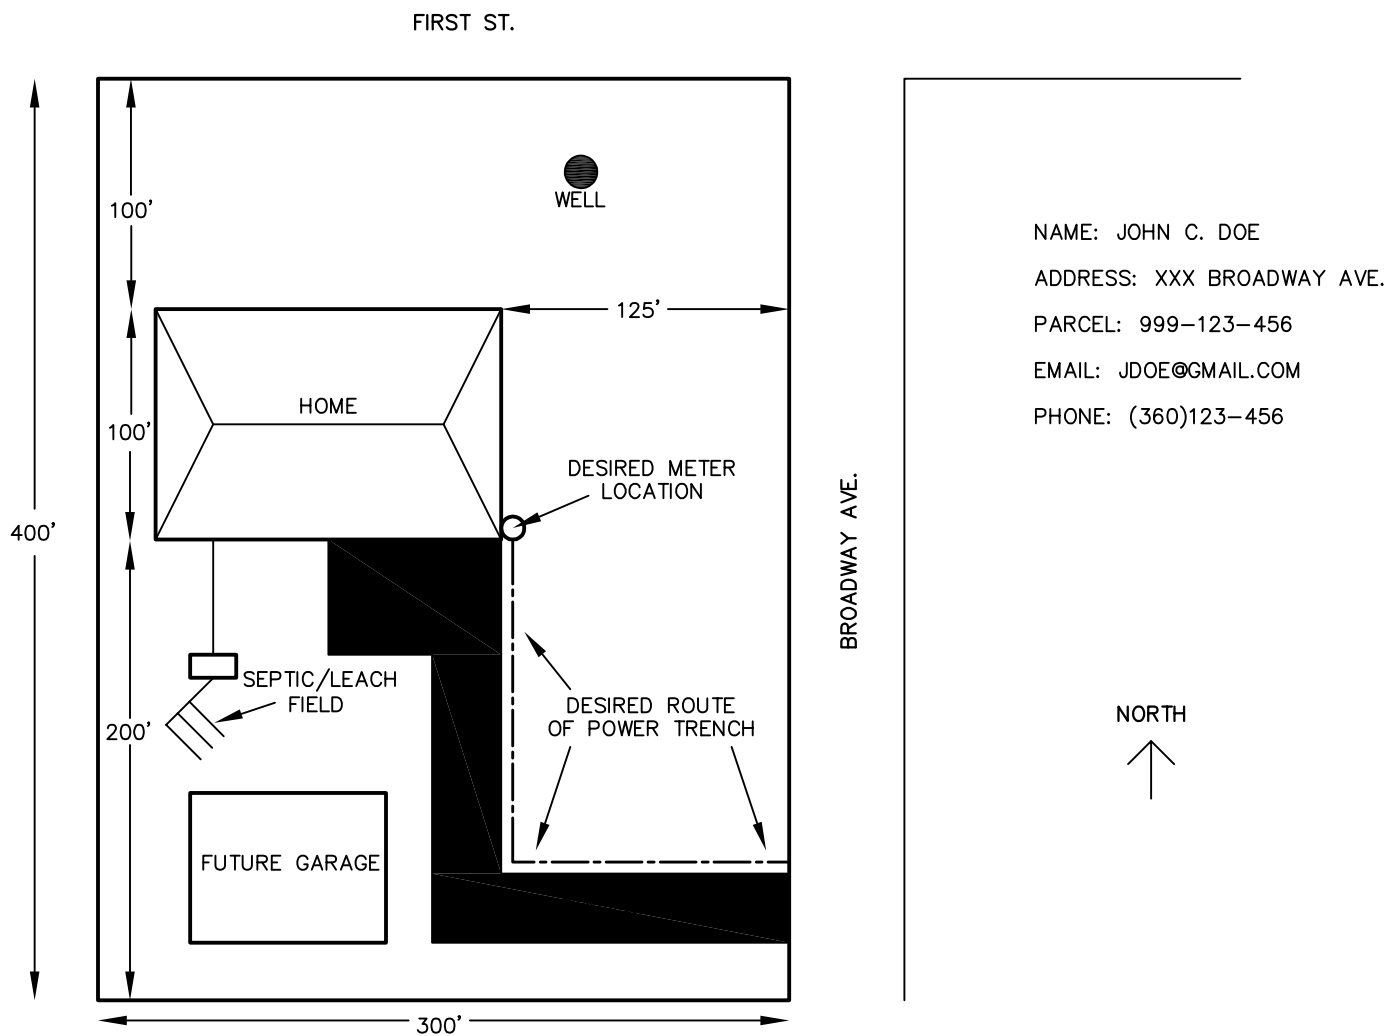 FIRST ST.
100'
WELL
NAME: JOHN C. DOE
ADDRESS: XXX BROADWAY AVE.
PARCEL: 999-123-456
EMAIL: JDOE@GMAIL.COM
PHONE: (360)123-456
125'
HOME
100'
DESIRED METER
LOCATION
400'
BROADWAY AVE.
SEPTIC/LEACH
FIELD
200'
DESIRED ROUTE
OF POWER TRENCH
NORTH
FUTURE GARAGE
300'